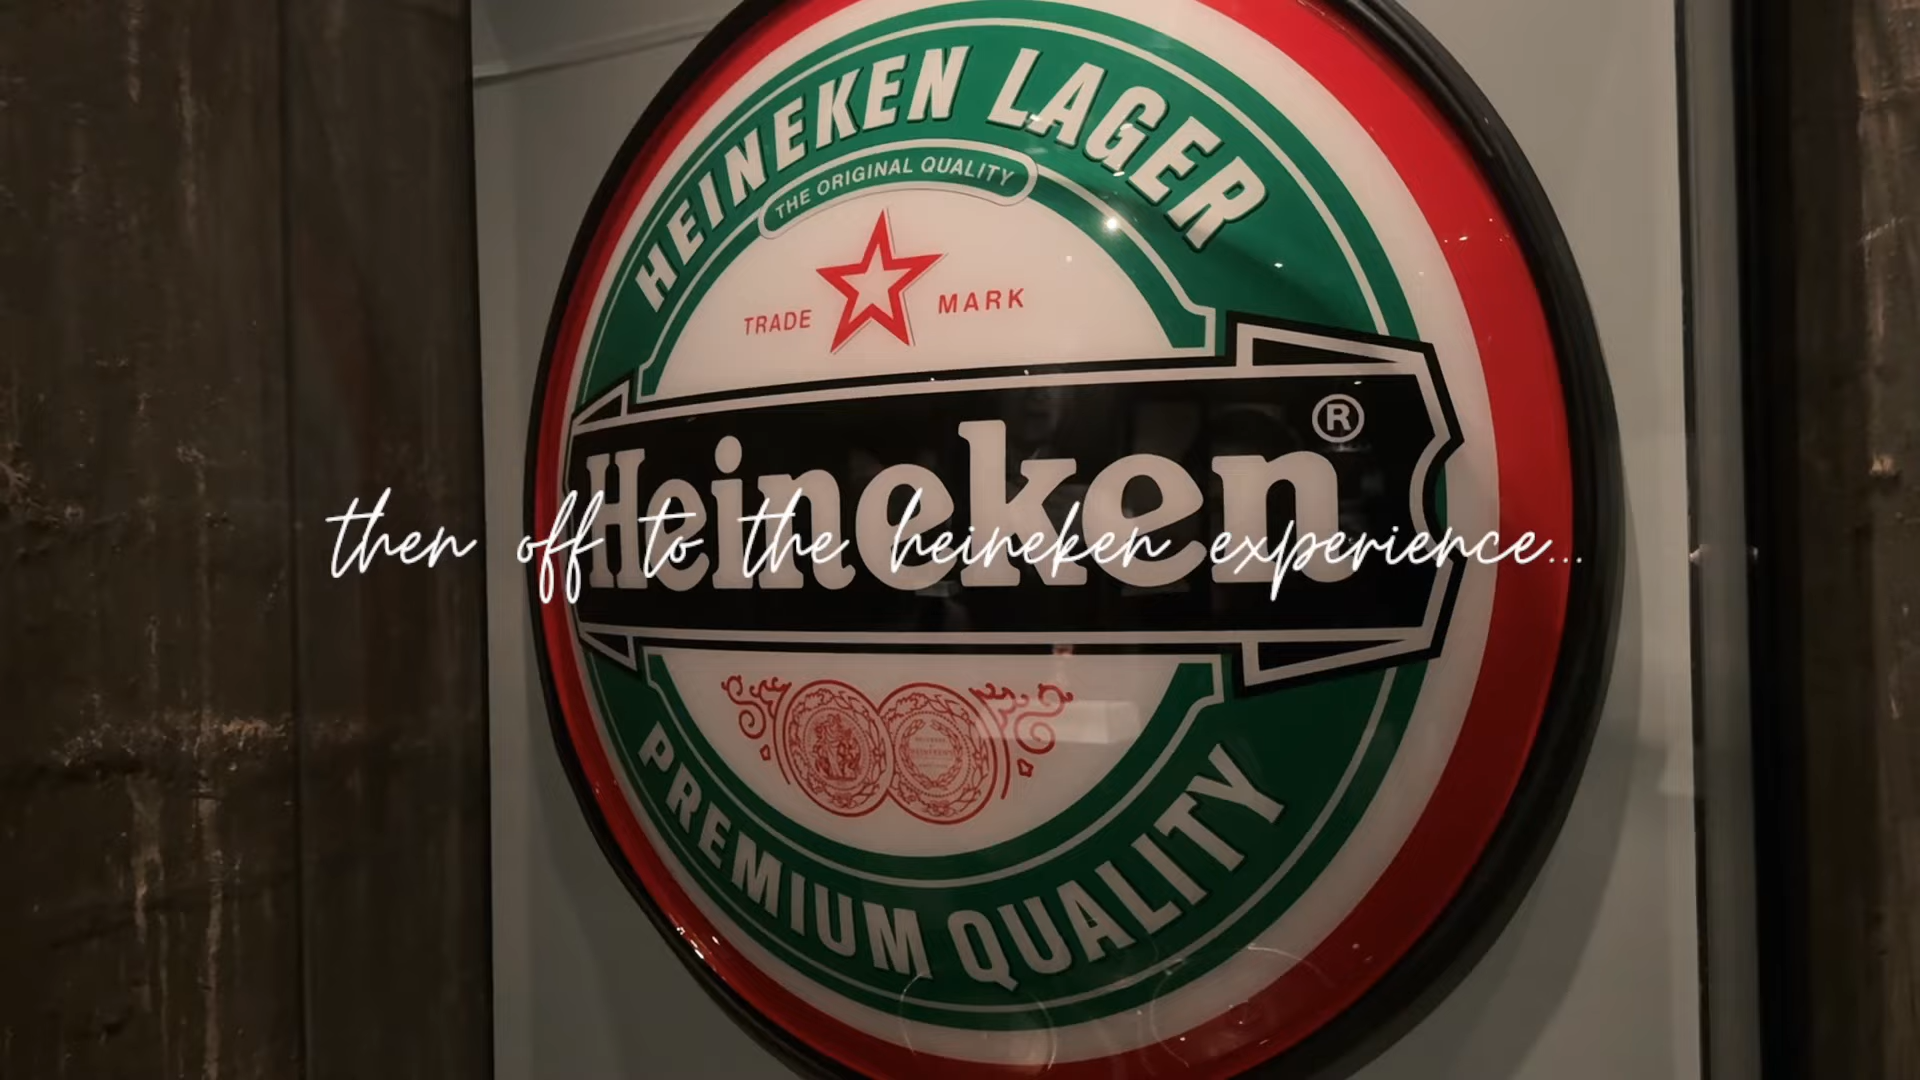 HEINEKEN LAGER
THE ORIGINAL QUALITY
TRADE MARK
Heineken®
then off to the heineken experience...
PREMIUM QUALITY